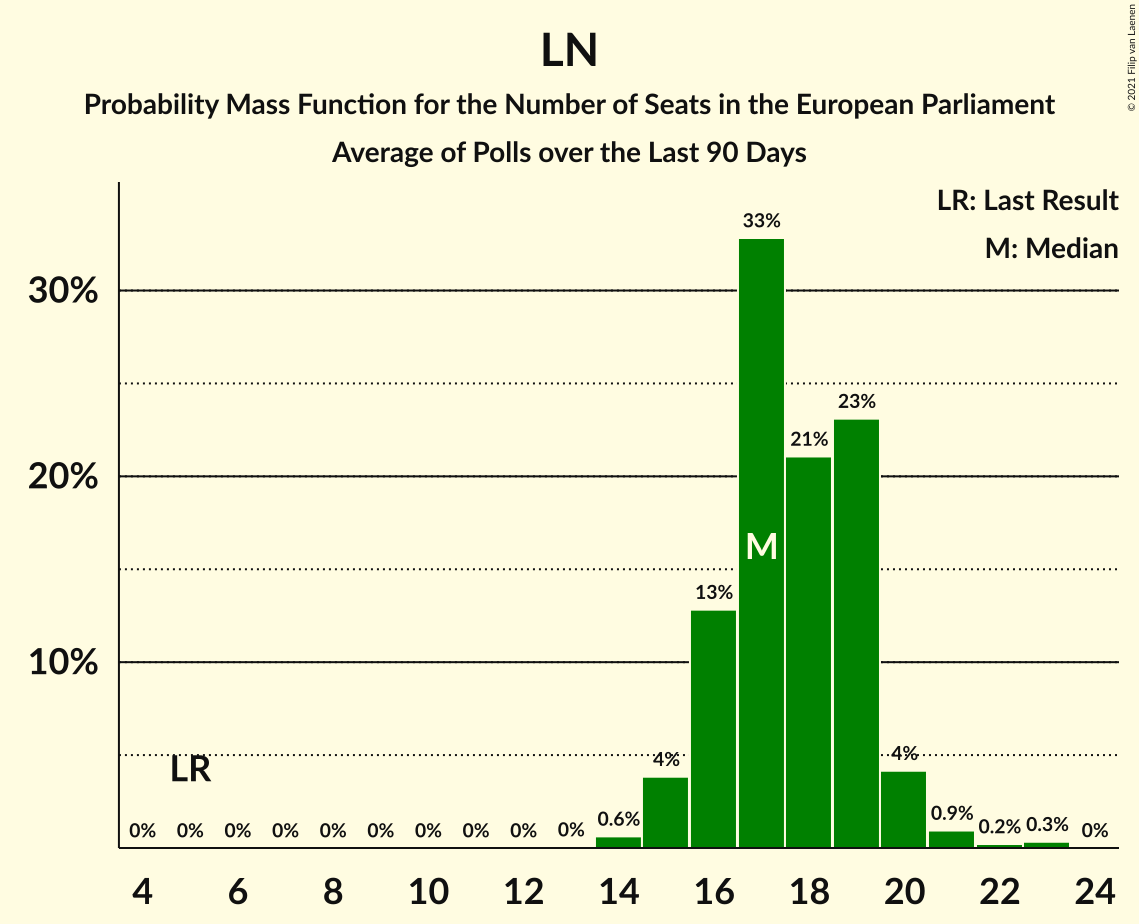 LN
Probability Mass Function for the Number of Seats in the European Parliament
Average of Polls over the Last 90 Days
© 2021 Filip van Laenen
LR: Last Result
M: Median
33%
30%
23%
21%
20%
M
13%
10%
LR
4%
4%
0% 0% 0% 0% 0% 0% 0% 0% 0% 0% 0.6% 0.9% 0.2% 0.3% 0%
4 6 8 10 12 14 16 18 20 22 24